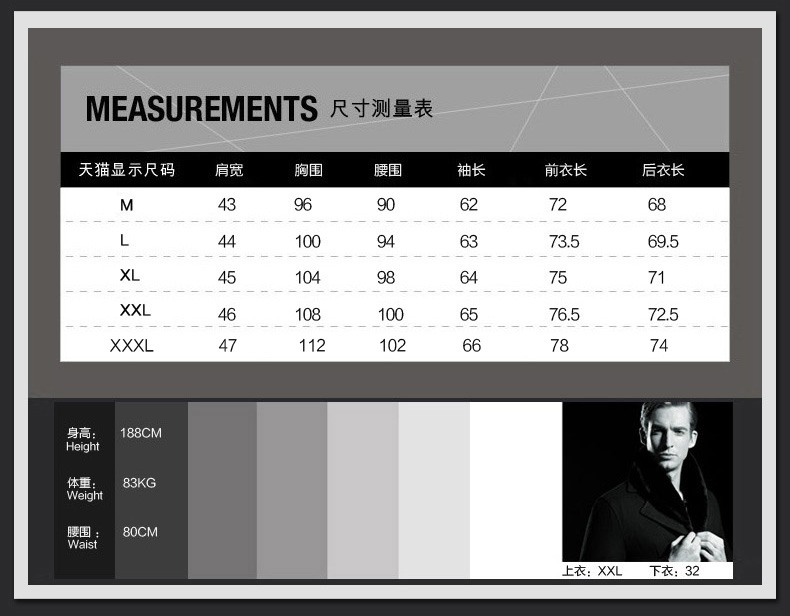 MEASUREMENTS 尺寸测量表
天猫显示尺码 肩宽 胸围 腰围 袖长 前衣长 后衣长
M 43 96 90 62 72 68
L 44 100 94 63 73.5 69.5
XL 45 104 98 64 75 71
XXL 46 108 100 65 76.5 72.5
XXXL 47 112 102 66 78 74
身高： 188CM
Height
体重： 83KG
Weight
腰围： 80CM
Waist
上衣：XXL 下衣：32